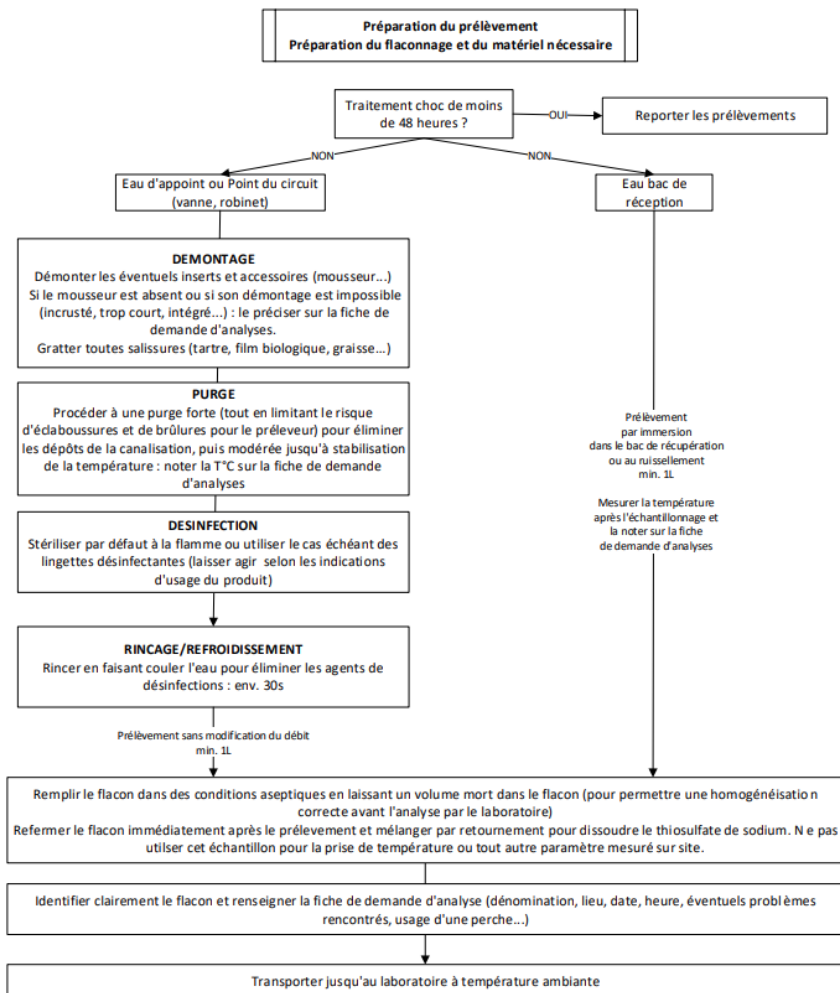 Préparation du prélèvement
Préparation du flaconnage et du matériel nécessaire
Traitement choc de moins
de 48 heures ?
OUI
Reporter les prélèvements
NON
NON
Eau d'appoint ou Point du circuit
(vanne, robinet)
Eau bac de
réception
DEMONTAGE
Démonter les éventuels inserts et accessoires (mousseur...)
Si le mousseur est absent ou si son démontage est impossible
(incrusté, trop court, intégré...) : le préciser sur la fiche de
demande d'analyses.
Gratter toutes salissures (tartre, film biologique, graisse...)
PURGE
Procéder à une purge forte (tout en limitant le risque
d'éclaboussures et de brûlures pour le préleveur) pour éliminer
les dépôts de la canalisation, puis modérée jusqu'à stabilisation
de la température : noter la T°C sur la fiche de demande
d'analyses
Prélèvement
par immersion
dans le bac de récupération
ou au ruissellement
min. 1L
Mesurer la température
après l'échantillonnage et
la noter sur la fiche
de demande d'analyses
DESINFECTION
Stériliser par défaut à la flamme ou utiliser le cas échéant des
lingettes désinfectantes (laisser agir selon les indications
d'usage du produit)
RINCAGE/REFROIDISSEMENT
Rincer en faisant couler l'eau pour éliminer les agents de
désinfections : env. 30s
Prélèvement sans modification du débit
min. 1L
Remplir le flacon dans des conditions aseptiques en laissant un volume mort dans le flacon (pour permettre une homogénéisation
correcte avant l'analyse par le laboratoire)
Refermer le flacon immédiatement après le prélevement et mélanger par retournement pour dissoudre le thiosulfate de sodium. N e pas
utilser cet échantillon pour la prise de température ou tout autre paramètre mesuré sur site.
Identifier clairement le flacon et renseigner la fiche de demande d'analyse (dénomination, lieu, date, heure, éventuels problèmes
rencontrés, usage d'une perche...)
Transporter jusqu'au laboratoire à température ambiante